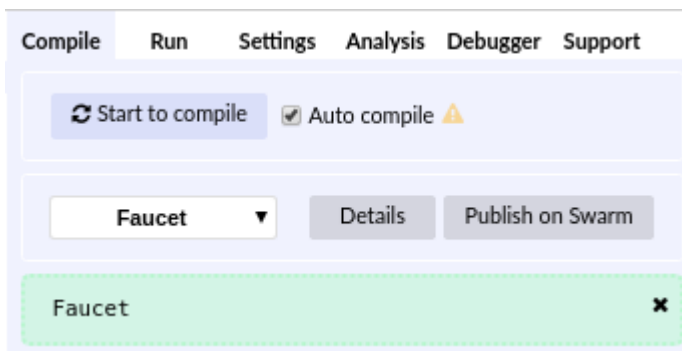 Compile Run Settings Analysis Debugger Support
Start to compile Auto compile
Faucet Details Publish on Swarm
Faucet